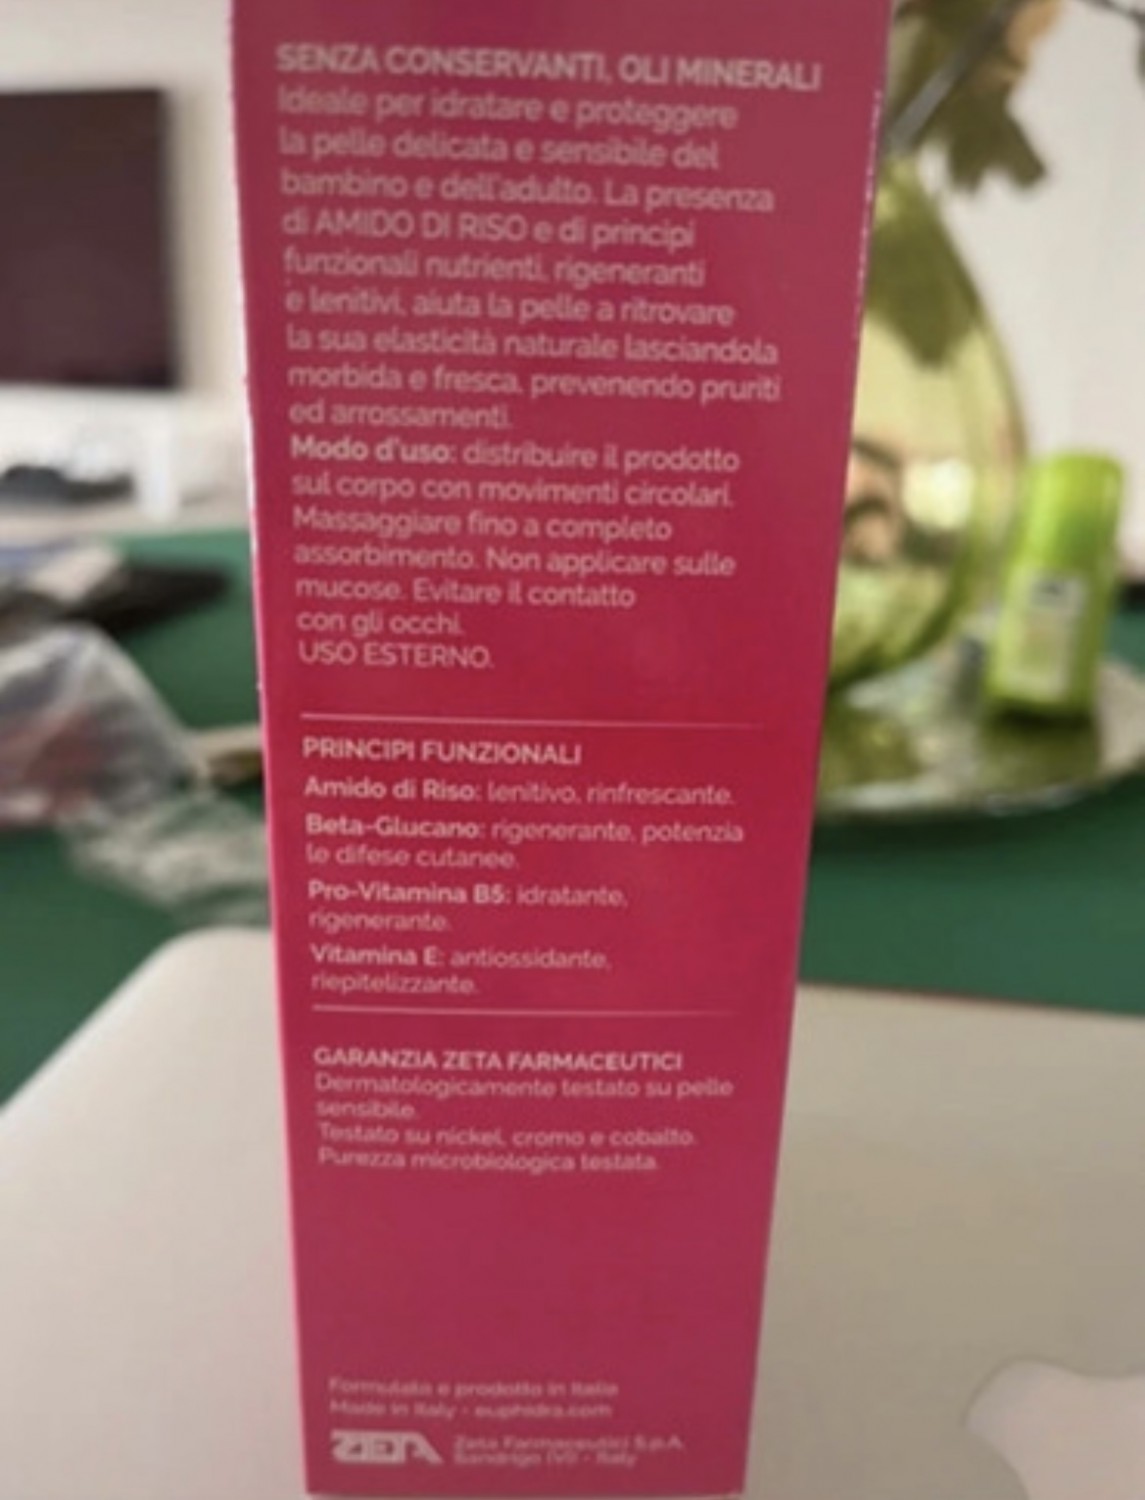 SENZA CONSERVANTI, OLI MINERALI
Ideale per idratare e proteggere
la pelle delicata e sensibile del
bambino e dell'adulto. La presenza
di AMIDO DI RISO e di principi
funzionali nutrienti, rigeneranti
e lenitivi, aiuta la pelle a ritrovare
la sua elasticità naturale lasciandola
morbida e fresca, prevenendo pruriti
ed arrossamenti.
Modo d'uso: distribuire il prodotto
sul corpo con movimenti circolari.
Massaggiare fino a completo
assorbimento. Non applicare sulle
mucose. Evitare il contatto
con gli occhi.
USO ESTERNO.
PRINCIPI FUNZIONALI
Amido di Riso: lenitivo, rinfrescante.
Beta-Glucano: rigenerante, potenzia
le difese cutanee.
Pro-Vitamina B5: idratante,
rigenerante.
Vitamina E: antiossidante,
riepitelizzante.
GARANZIA ZETA FARMACEUTICI
Dermatologicamente testato su pelle
sensibile.
Testato su nickel, cromo e cobalto.
Purezza microbiologica testata.
Formulato e prodotto in Italia
Made in Italy - euphidra.com
ZETA Zeta Farmaceutici S.p.A.
Sandrigo (VI) - Italy